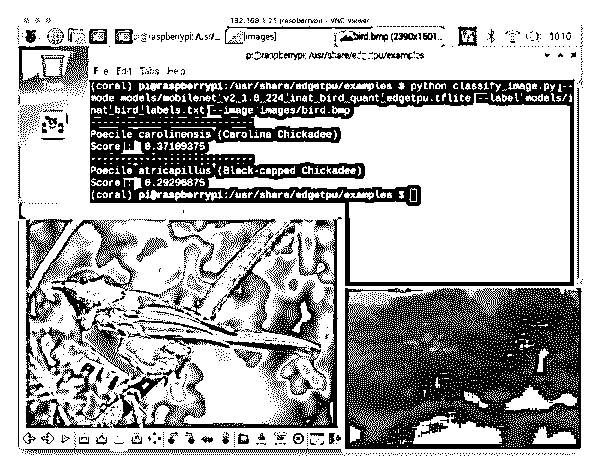 192.168.1.21 (raspberrypi) - VNC Viewer
pi@raspberrypi: /usr/... [images] bird.bmp (2390x1601... 10:10
pi@raspberrypi: /usr/share/edgetpu/examples
File Edit Tabs Help
(coral) pi@raspberrypi:/usr/share/edgetpu/examples $ python classify_image.py --
mode models/mobilenet_v2_1.0_224_inat_bird_quant_edgetpu.tflite --label models/i
nat_bird_labels.txt --image images/bird.bmp
---------------------------
Poecile carolinensis (Carolina Chickadee)
Score : 0.37109375
---------------------------
Poecile atricapillus (Black-capped Chickadee)
Score : 0.29296875
(coral) pi@raspberrypi:/usr/share/edgetpu/examples $